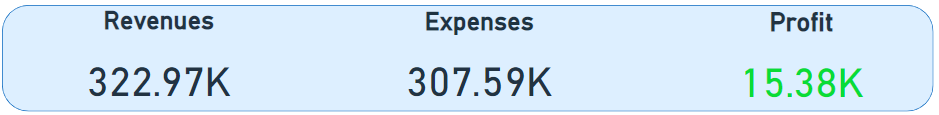 Revenues Expenses Profit
322.97K 307.59K 15.38K